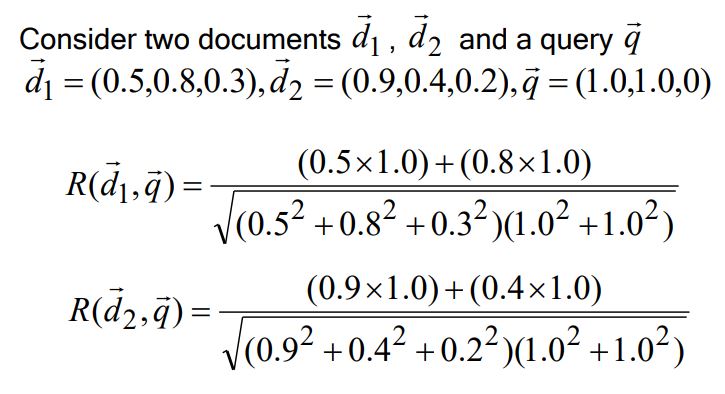 Consider two documents d⃗₁ , d⃗₂ and a query q⃗
d⃗₁ = (0.5,0.8,0.3), d⃗₂ = (0.9,0.4,0.2), q⃗ = (1.0,1.0,0)
R(d⃗₁, q⃗) = ((0.5×1.0)+(0.8×1.0)) / √((0.5² +0.8² +0.3²)(1.0² +1.0²))
R(d⃗₂, q⃗) = ((0.9×1.0)+(0.4×1.0)) / √((0.9² +0.4² +0.2²)(1.0² +1.0²))